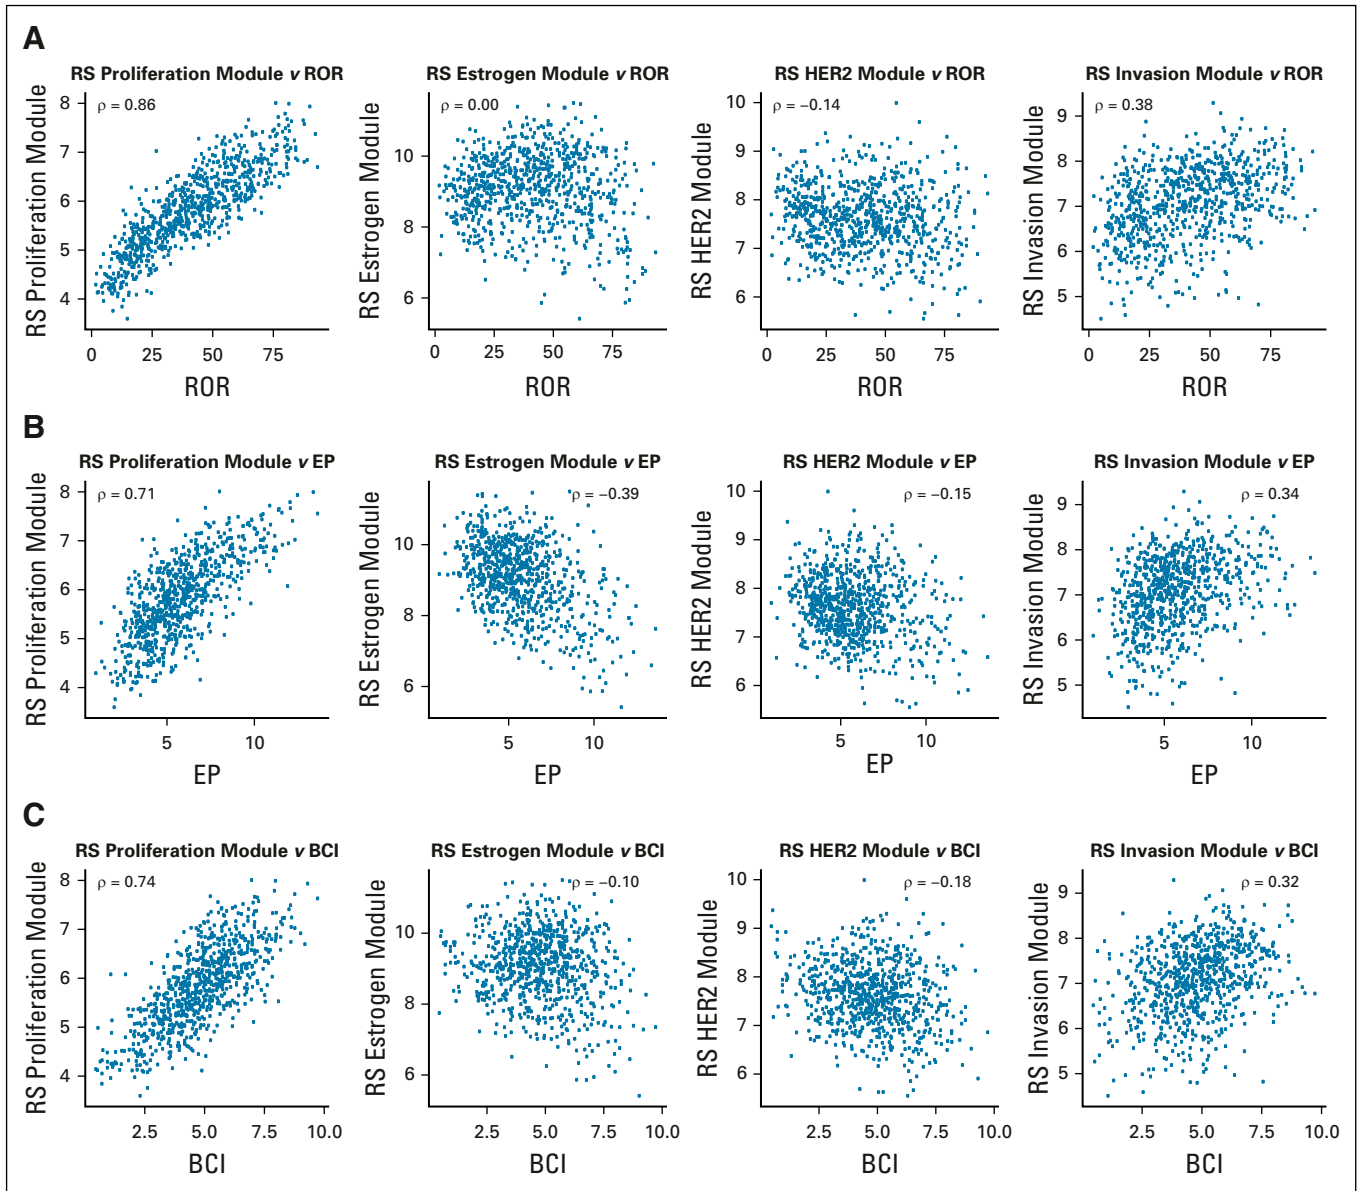 A
RS Proliferation Module v ROR
RS Estrogen Module v ROR
RS HER2 Module v ROR
RS Invasion Module v ROR
RS Proliferation Module
ρ = 0.86
8
7
6
5
4
0 25 50 75
ROR
RS Estrogen Module
ρ = 0.00
10
8
6
0 25 50 75
ROR
RS HER2 Module
ρ = −0.14
10
9
8
7
6
0 25 50 75
ROR
RS Invasion Module
ρ = 0.38
9
8
7
6
5
0 25 50 75
ROR
B
RS Proliferation Module v EP
RS Estrogen Module v EP
RS HER2 Module v EP
RS Invasion Module v EP
RS Proliferation Module
ρ = 0.71
8
7
6
5
4
5 10
EP
RS Estrogen Module
ρ = −0.39
10
8
6
5 10
EP
RS HER2 Module
ρ = −0.15
10
9
8
7
6
5 10
EP
RS Invasion Module
ρ = 0.34
9
8
7
6
5
5 10
EP
C
RS Proliferation Module v BCI
RS Estrogen Module v BCI
RS HER2 Module v BCI
RS Invasion Module v BCI
RS Proliferation Module
ρ = 0.74
8
7
6
5
4
2.5 5.0 7.5 10.0
BCI
RS Estrogen Module
ρ = −0.10
10
8
6
2.5 5.0 7.5 10.0
BCI
RS HER2 Module
ρ = −0.18
10
9
8
7
6
2.5 5.0 7.5 10.0
BCI
RS Invasion Module
ρ = 0.32
9
8
7
6
5
2.5 5.0 7.5 10.0
BCI